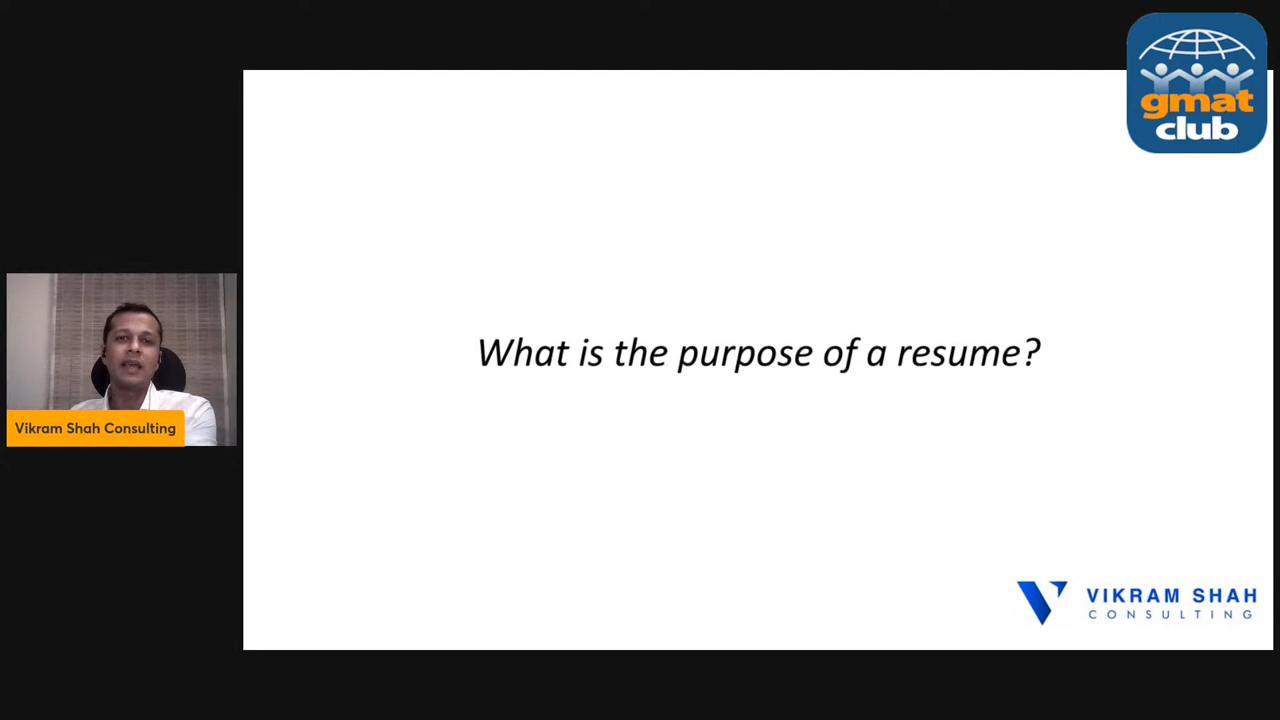 gmat
club
What is the purpose of a resume?
Vikram Shah Consulting
VIKRAM SHAH
CONSULTING